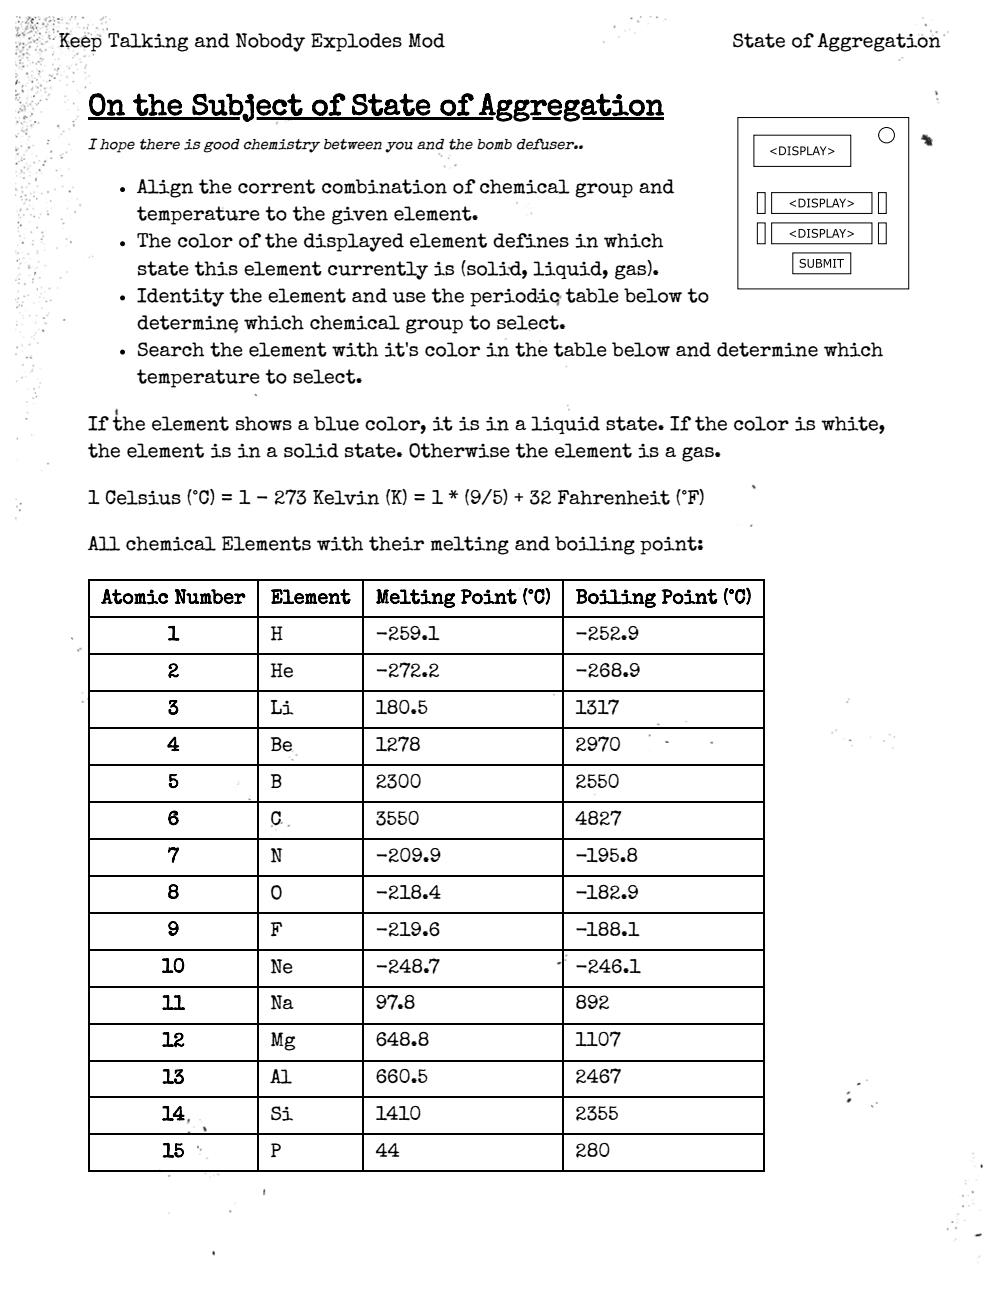 Keep Talking and Nobody Explodes Mod
State of Aggregation
On the Subject of State of Aggregation
I hope there is good chemistry between you and the bomb defuser..
<DISPLAY>
<DISPLAY>
<DISPLAY>
SUBMIT
• Align the corrent combination of chemical group and
temperature to the given element.
• The color of the displayed element defines in which
state this element currently is (solid, liquid, gas).
• Identity the element and use the periodic table below to
determine which chemical group to select.
• Search the element with it's color in the table below and determine which
temperature to select.
If the element shows a blue color, it is in a liquid state. If the color is white,
the element is in a solid state. Otherwise the element is a gas.
1 Celsius (°C) = 1 - 273 Kelvin (K) = 1 * (9/5) + 32 Fahrenheit (°F)
All chemical Elements with their melting and boiling point:
Atomic Number Element Melting Point (°C) Boiling Point (°C)
1 H -259.1 -252.9
2 He -272.2 -268.9
3 Li 180.5 1317
4 Be 1278 2970
5 B 2300 2550
6 C 3550 4827
7 N -209.9 -195.8
8 O -218.4 -182.9
9 F -219.6 -188.1
10 Ne -248.7 -246.1
11 Na 97.8 892
12 Mg 648.8 1107
13 Al 660.5 2467
14 Si 1410 2355
15 P 44 280